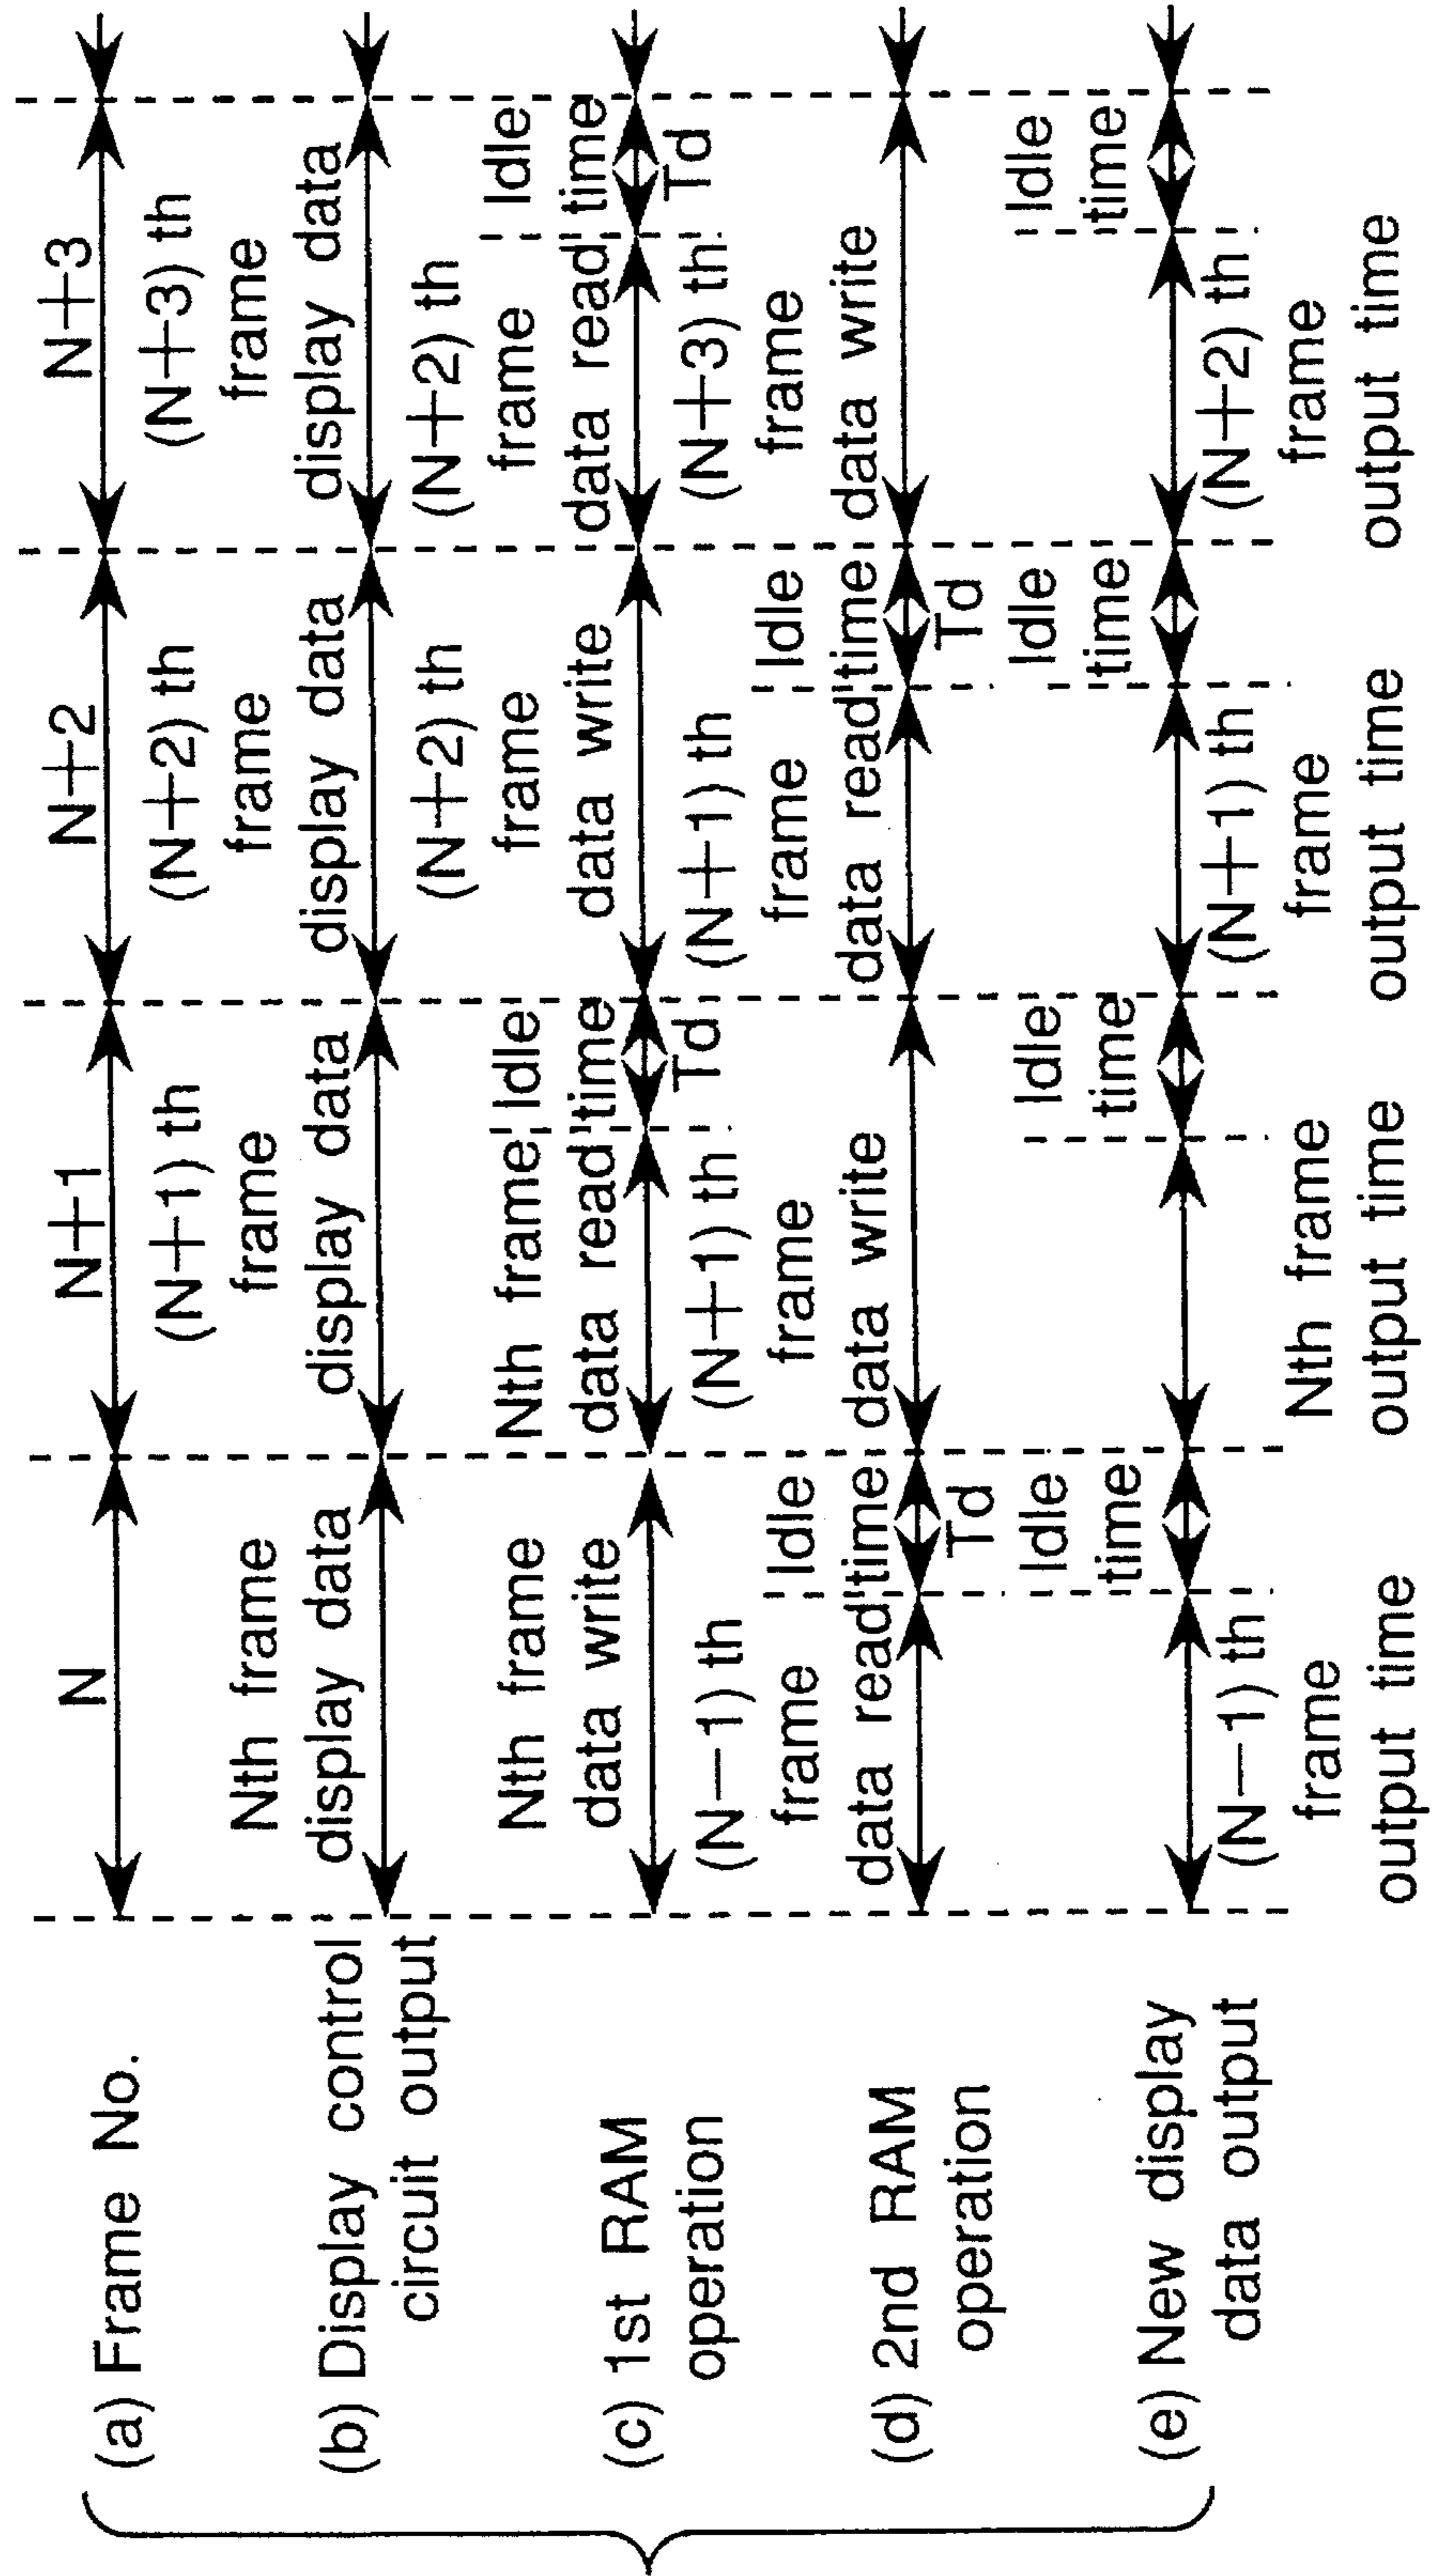 (a) Frame No.
N
N+1
N+2
N+3
(b) Display control
circuit output
Nth frame
display data
(N+1) th
frame
display data
(N+2) th
frame
display data
(N+3) th
frame
display data
(c) 1st RAM
operation
Nth frame
data write
Nth frame
data read
Idle
time
Td
(N+2) th
frame
data write
(N+2) th
frame
data read
Idle
time
Td
(d) 2nd RAM
operation
(N−1) th
frame
data read
Idle
time
Td
(N+1) th
frame
data write
(N+1) th
frame
data read
Idle
time
Td
(N+3) th
frame
data write
(e) New display
data output
Idle
time
(N−1) th
frame
output time
Idle
time
Nth frame
output time
Idle
time
(N+1) th
frame
output time
Idle
time
(N+2) th
frame
output time